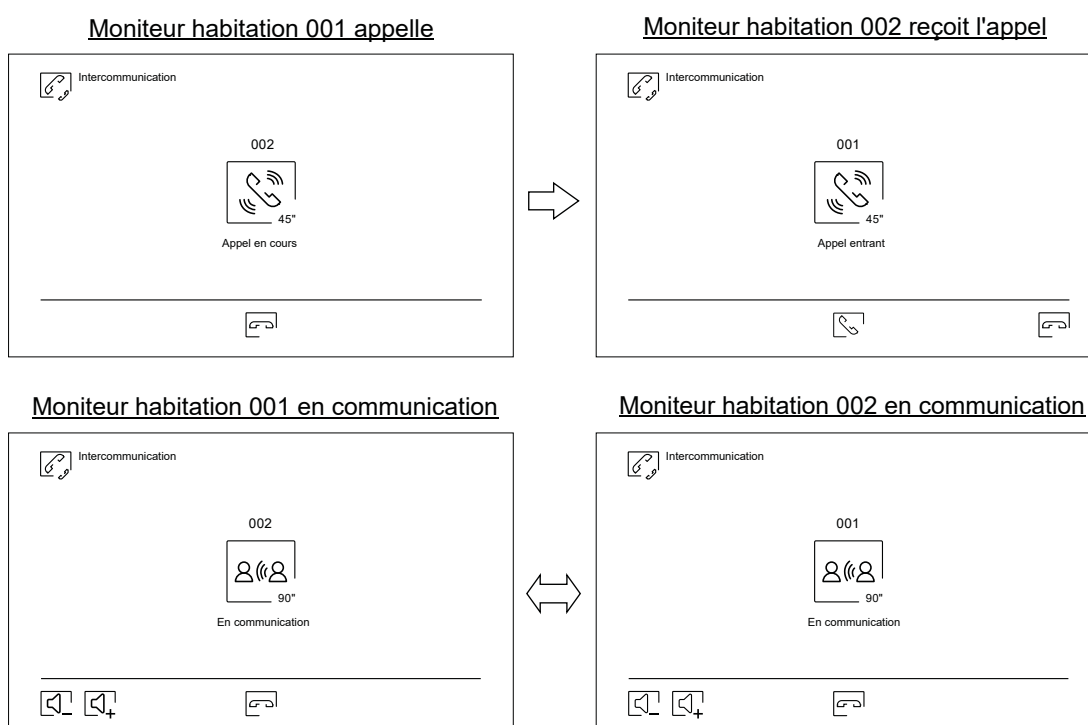 Moniteur habitation 001 appelle
Intercommunication
002
45"
Appel en cours
Moniteur habitation 002 reçoit l'appel
Intercommunication
001
45"
Appel entrant
Moniteur habitation 001 en communication
Intercommunication
002
90"
En communication
Moniteur habitation 002 en communication
Intercommunication
001
90"
En communication